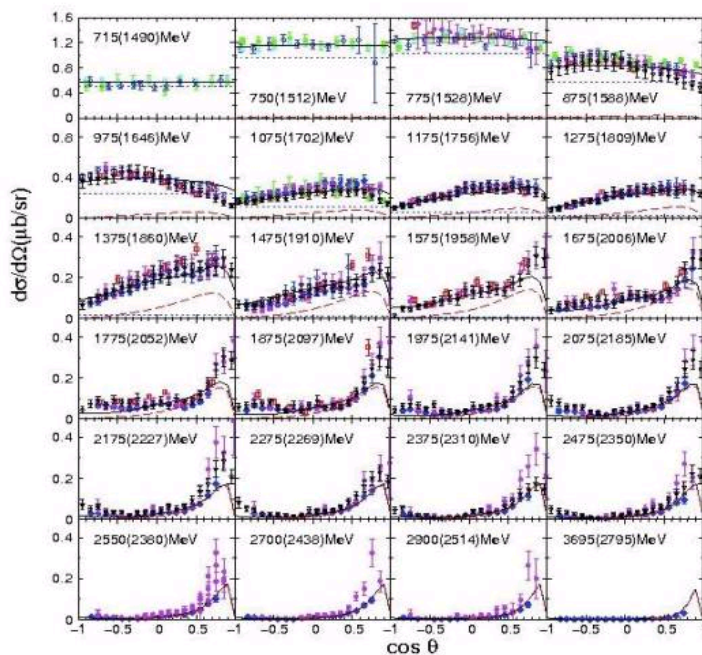 1.6
1.2
0.8
0.4
0
715(1490)MeV
750(1512)MeV
775(1528)MeV
875(1588)MeV
0.8
0.4
0
975(1646)MeV
1075(1702)MeV
1175(1756)MeV
1275(1809)MeV
dσ/dΩ(μb/sr)
0.4
0.2
0
1375(1860)MeV
1475(1910)MeV
1575(1958)MeV
1675(2006)MeV
0.4
0.2
0
1775(2052)MeV
1875(2097)MeV
1975(2141)MeV
2075(2185)MeV
0.4
0.2
0
2175(2227)MeV
2275(2269)MeV
2375(2310)MeV
2475(2350)MeV
0.4
0.2
0
2550(2380)MeV
2700(2438)MeV
2900(2514)MeV
3695(2795)MeV
-1 -0.5 0 0.5 -1 -0.5 0 0.5 -1 -0.5 0 0.5 -1 -0.5 0 0.5 1
cos θ